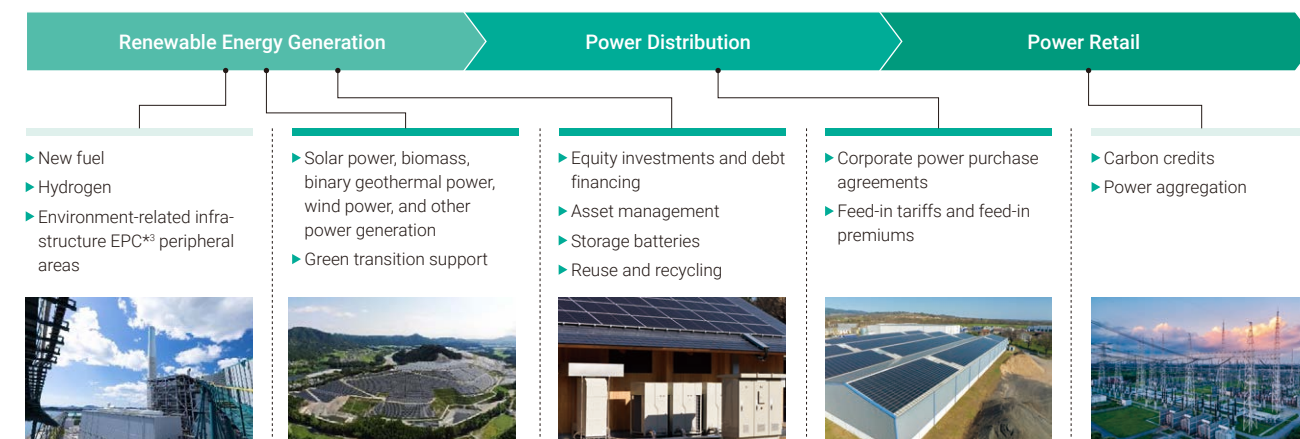 Renewable Energy Generation
Power Distribution
Power Retail
New fuel
Hydrogen
Environment-related infra-
structure EPC*3 peripheral
areas
Solar power, biomass,
binary geothermal power,
wind power, and other
power generation
Green transition support
Equity investments and debt
financing
Asset management
Storage batteries
Reuse and recycling
Corporate power purchase
agreements
Feed-in tariffs and feed-in
premiums
Carbon credits
Power aggregation